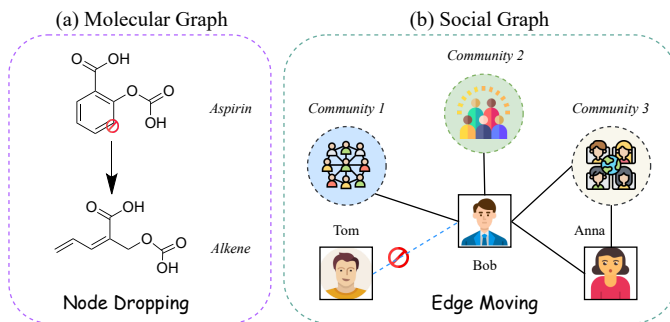 (a) Molecular Graph
O
OH
O
O
OH
Aspirin
O
OH
O
O
OH
Alkene
Node Dropping
(b) Social Graph
Community 2
Community 1
Community 3
Tom
Bob
Anna
Edge Moving